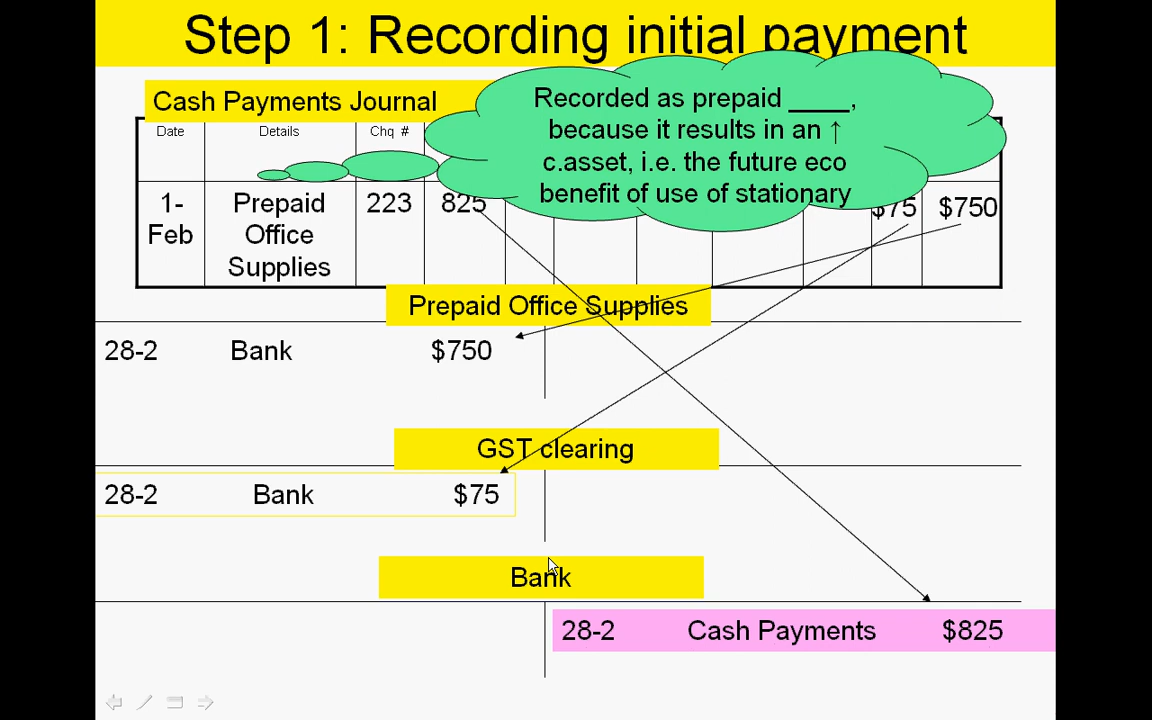 Step 1: Recording initial payment
Cash Payments Journal
Recorded as prepaid ____,
because it results in an ↑
c.asset, i.e. the future eco
benefit of use of stationary
Date Details Chq #
1-Feb Prepaid Office Supplies 223 825 $75 $750
Prepaid Office Supplies
28-2 Bank $750
GST clearing
28-2 Bank $75
Bank
28-2 Cash Payments $825